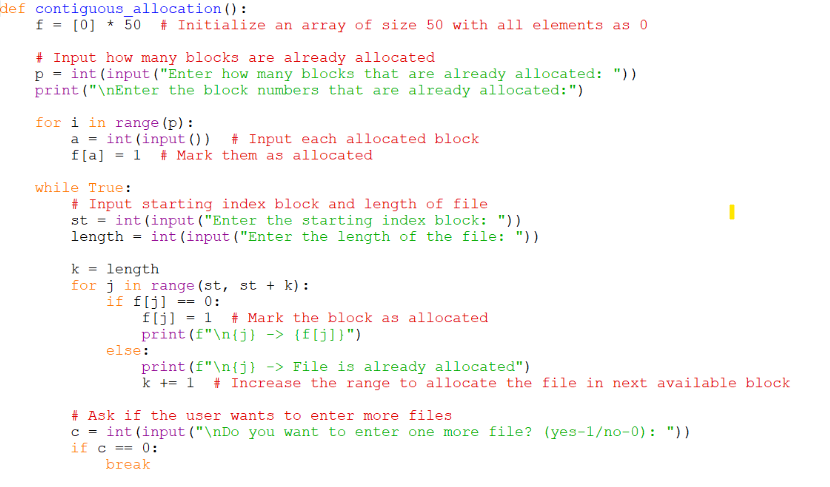 def contiguous_allocation():
    f = [0] * 50  # Initialize an array of size 50 with all elements as 0
    # Input how many blocks are already allocated
    p = int(input("Enter how many blocks that are already allocated: "))
    print("\nEnter the block numbers that are already allocated:")
    for i in range(p):
        a = int(input())  # Input each allocated block
        f[a] = 1  # Mark them as allocated
    while True:
        # Input starting index block and length of file
        st = int(input("Enter the starting index block: "))
        length = int(input("Enter the length of the file: "))
        k = length
        for j in range(st, st + k):
            if f[j] == 0:
                f[j] = 1  # Mark the block as allocated
                print(f"\n{j} -> {f[j]}")
            else:
                print(f"\n{j} -> File is already allocated")
                k += 1  # Increase the range to allocate the file in next available block
        # Ask if the user wants to enter more files
        c = int(input("\nDo you want to enter one more file? (yes-1/no-0): "))
        if c == 0:
            break